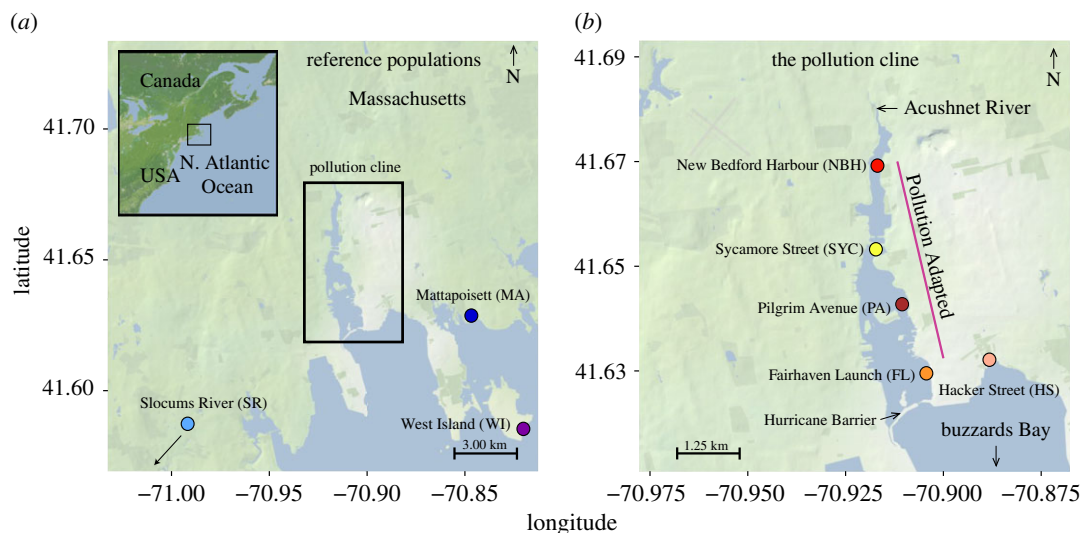 (a)
reference populations
N
Canada
Massachusetts
USA
N. Atlantic
Ocean
pollution cline
Mattapoisett (MA)
Slocums River (SR)
West Island (WI)
3.00 km
latitude
41.70
41.65
41.60
−71.00
−70.95
−70.90
−70.85
(b)
the pollution cline
N
Acushnet River
New Bedford Harbour (NBH)
Pollution Adapted
Sycamore Street (SYC)
Pilgrim Avenue (PA)
Fairhaven Launch (FL)
Hacker Street (HS)
Hurricane Barrier
buzzards Bay
1.25 km
41.69
41.67
41.65
41.63
−70.975
−70.950
−70.925
−70.900
−70.875
longitude